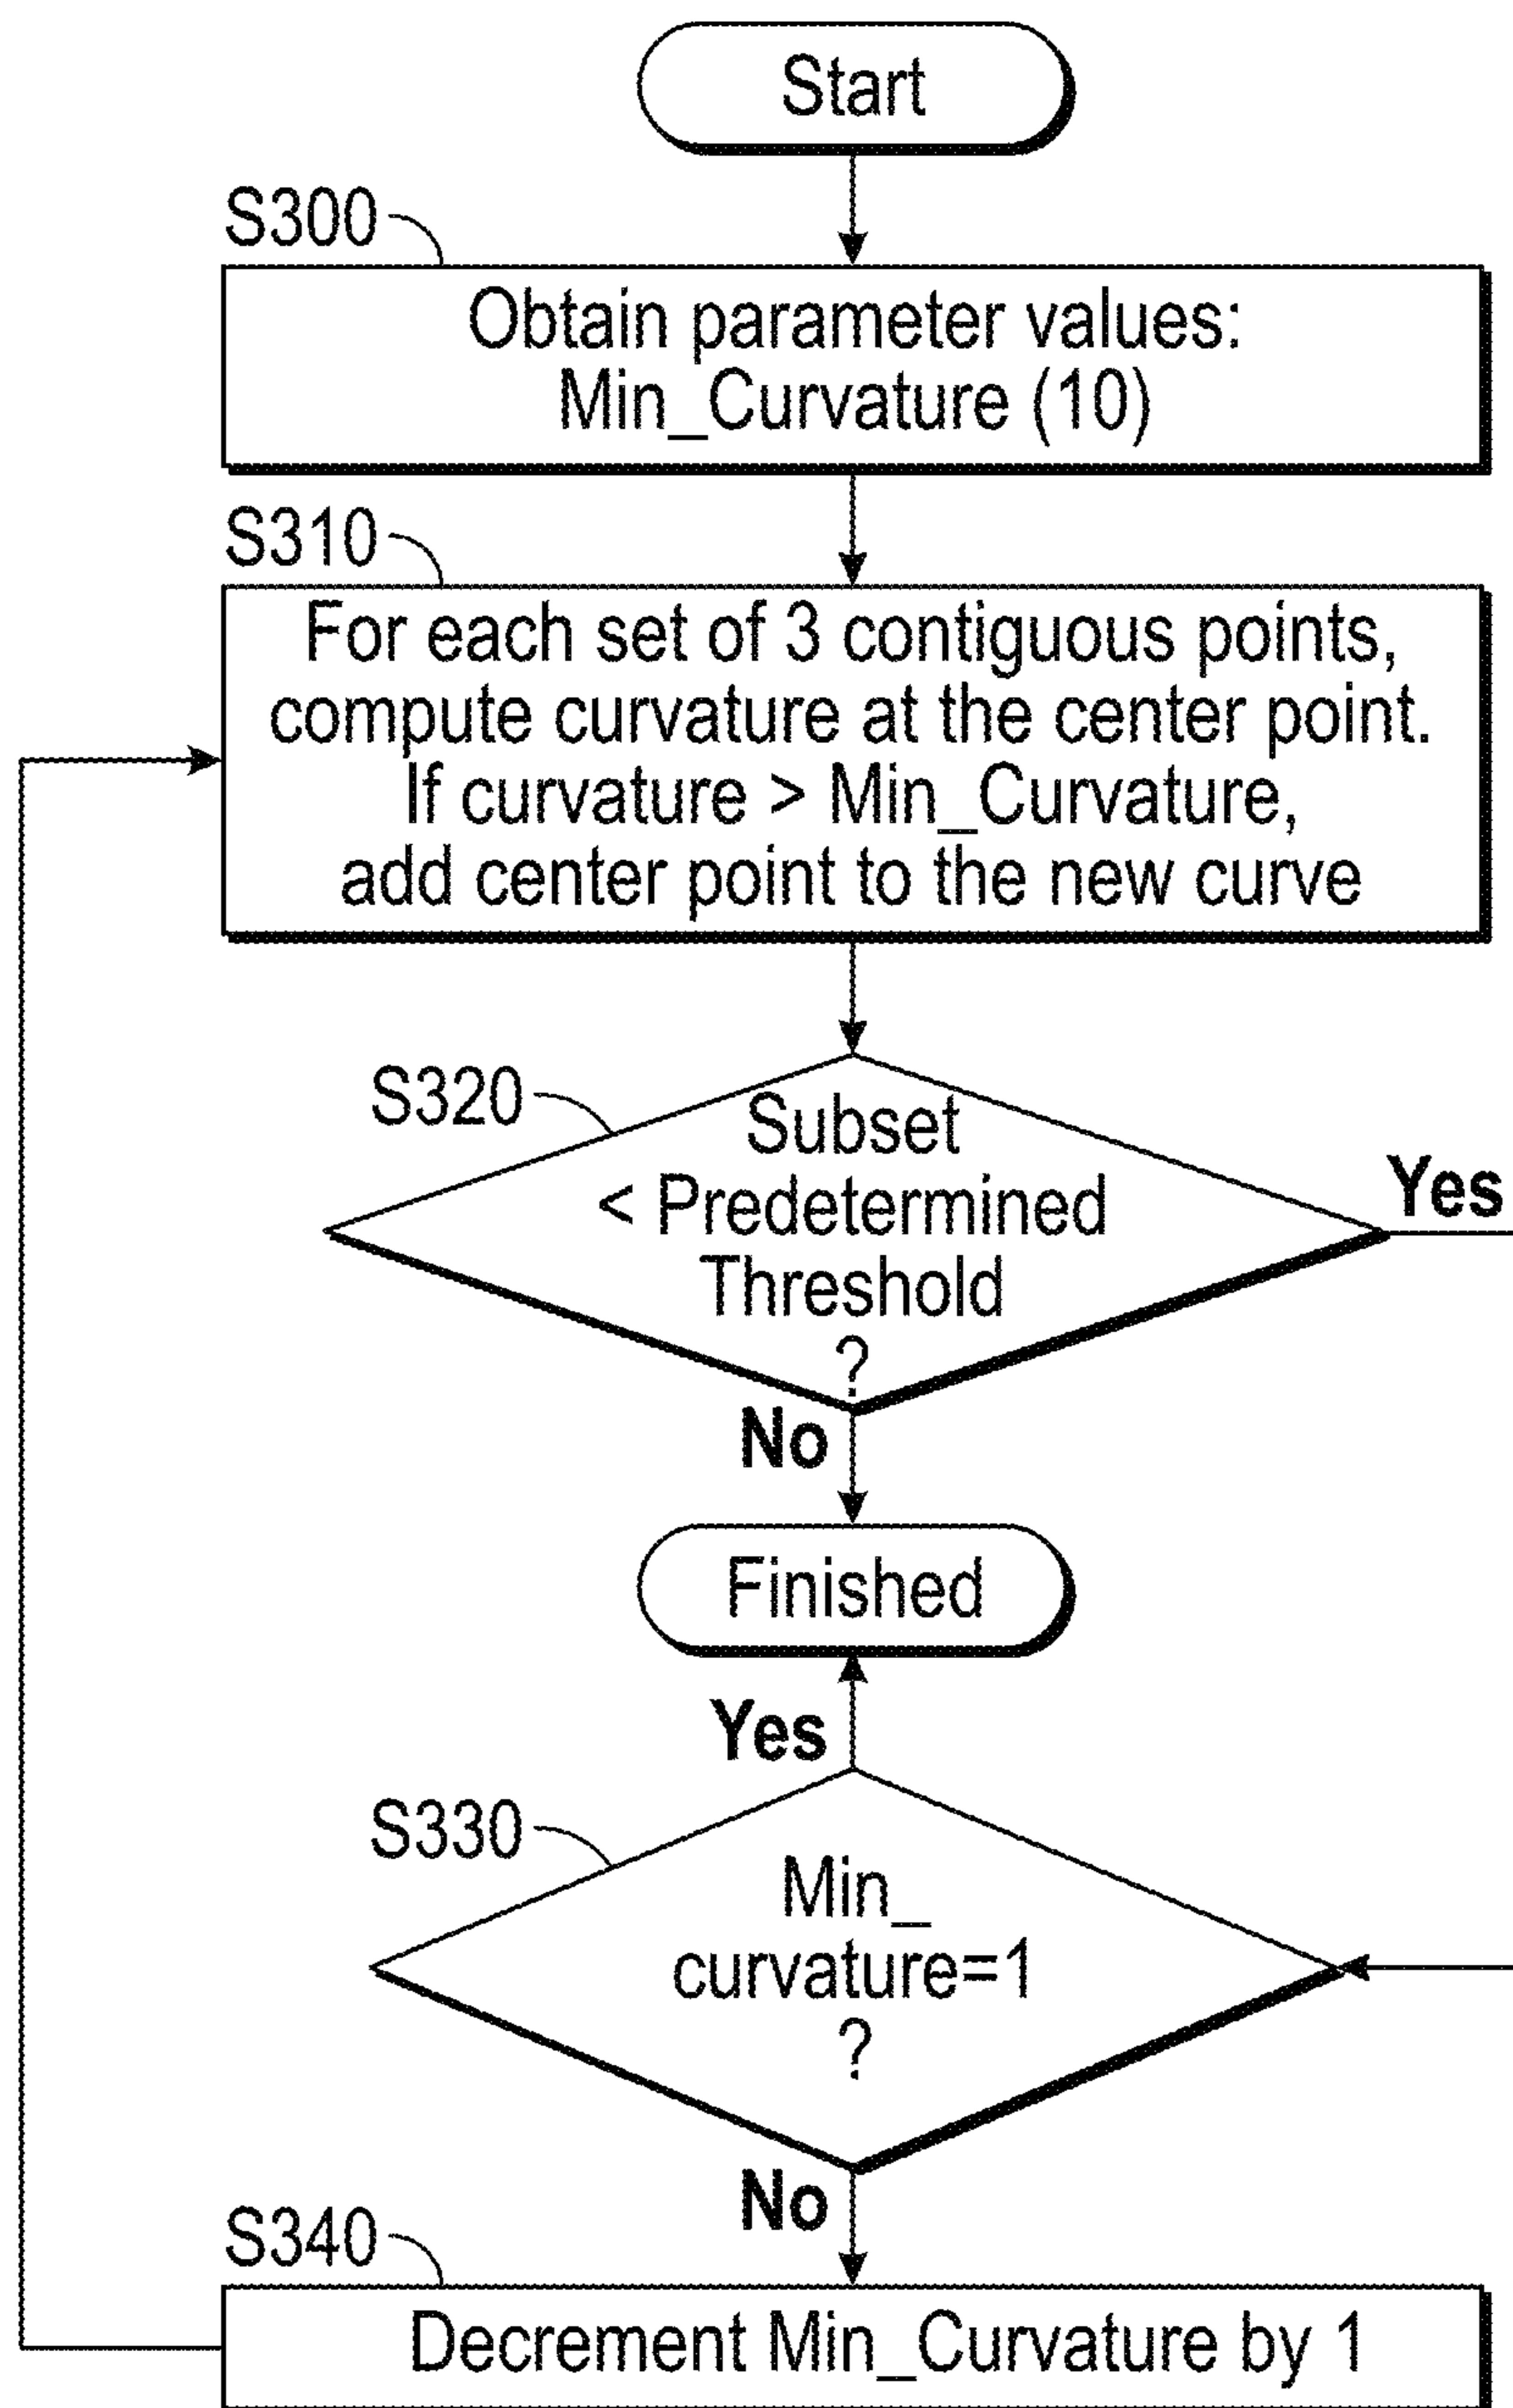 Start
S300
Obtain parameter values:
Min_Curvature (10)
S310
For each set of 3 contiguous points,
compute curvature at the center point.
If curvature > Min_Curvature,
add center point to the new curve
S320
Subset
< Predetermined
Threshold
?
Yes
No
Finished
Yes
S330
Min_
curvature=1
?
No
S340
Decrement Min_Curvature by 1